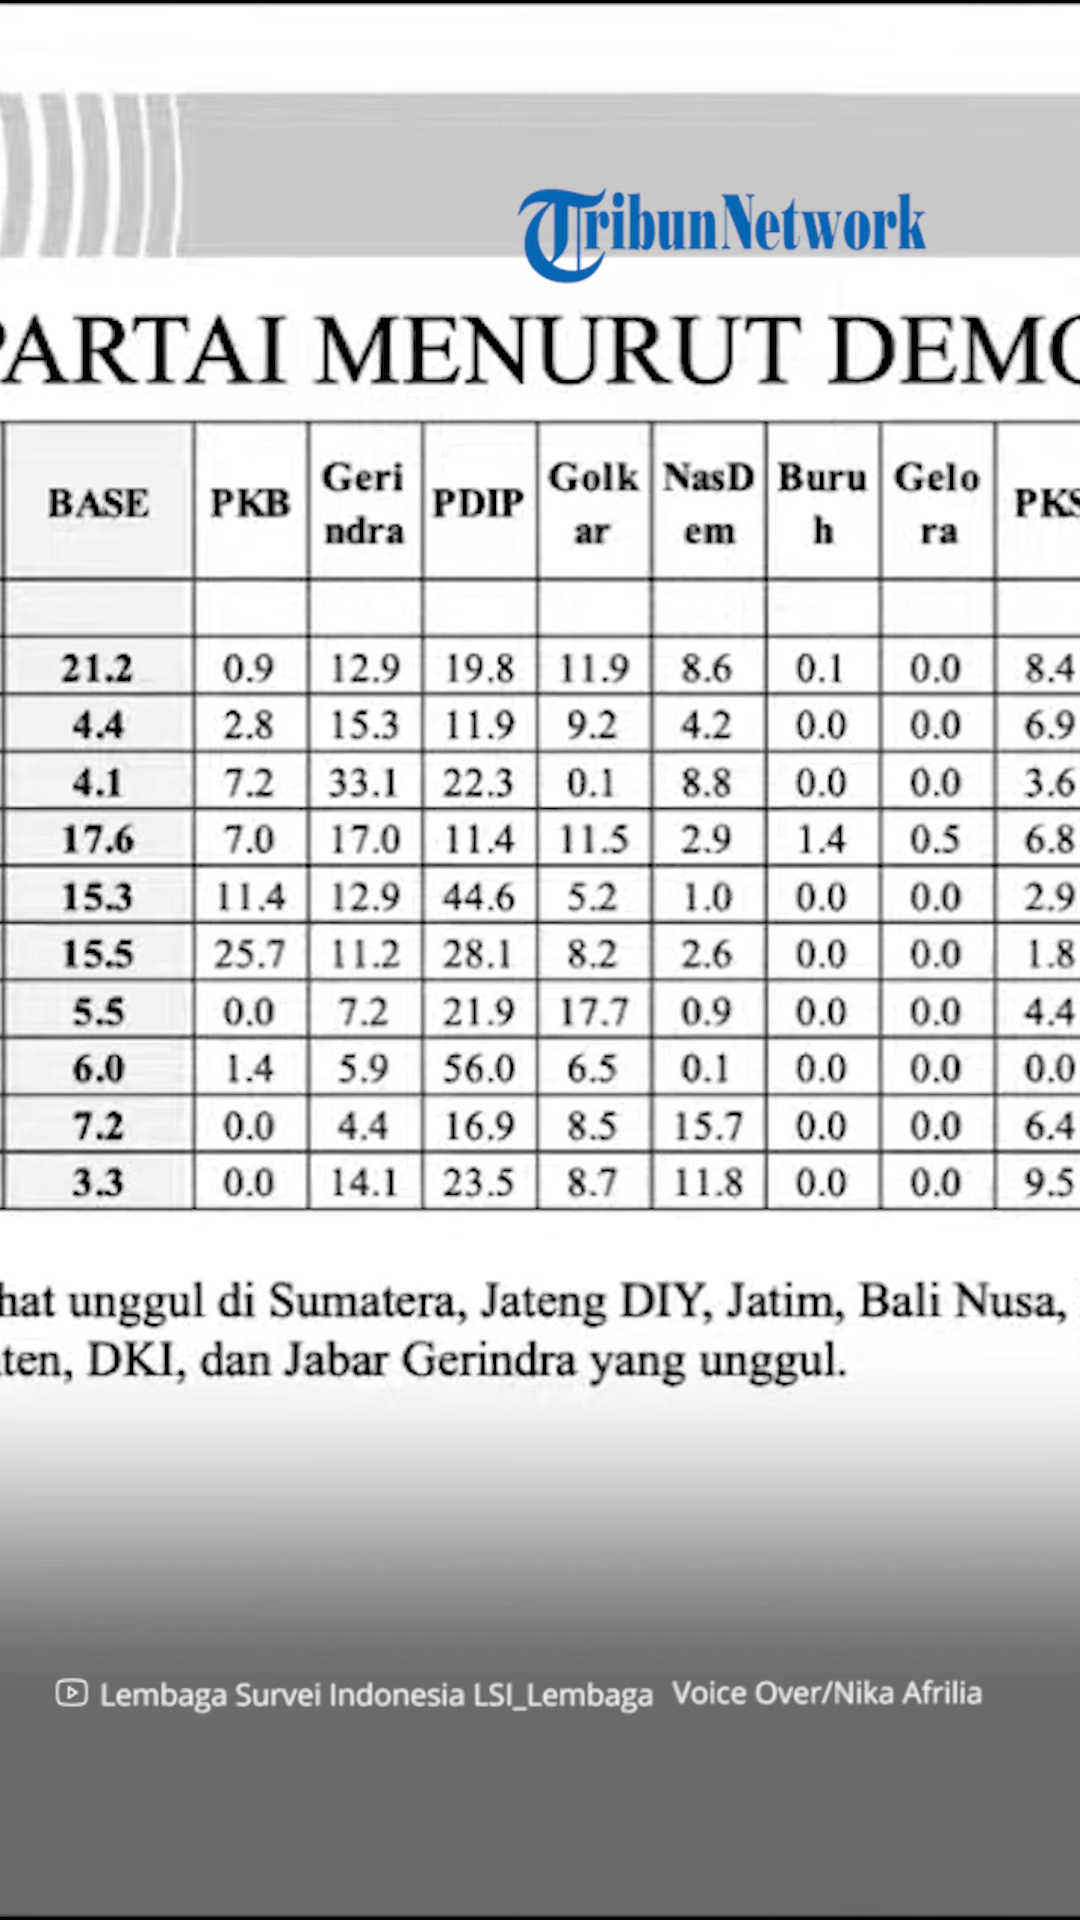 TribunNetwork
PARTAI MENURUT DEMO
BASE PKB Geri ndra PDIP Golk ar NasD em Buru h Gelo ra PKS
21.2 0.9 12.9 19.8 11.9 8.6 0.1 0.0 8.4
4.4 2.8 15.3 11.9 9.2 4.2 0.0 0.0 6.9
4.1 7.2 33.1 22.3 0.1 8.8 0.0 0.0 3.6
17.6 7.0 17.0 11.4 11.5 2.9 1.4 0.5 6.8
15.3 11.4 12.9 44.6 5.2 1.0 0.0 0.0 2.9
15.5 25.7 11.2 28.1 8.2 2.6 0.0 0.0 1.8
5.5 0.0 7.2 21.9 17.7 0.9 0.0 0.0 4.4
6.0 1.4 5.9 56.0 6.5 0.1 0.0 0.0 0.0
7.2 0.0 4.4 16.9 8.5 15.7 0.0 0.0 6.4
3.3 0.0 14.1 23.5 8.7 11.8 0.0 0.0 9.5
hat unggul di Sumatera, Jateng DIY, Jatim, Bali Nusa,
ten, DKI, dan Jabar Gerindra yang unggul.
Lembaga Survei Indonesia LSI_Lembaga Voice Over/Nika Afrilia